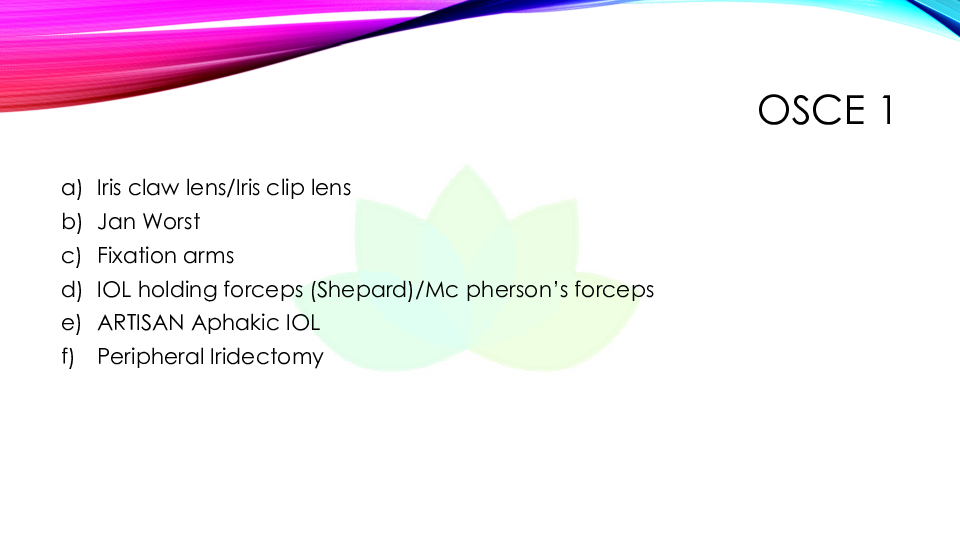 OSCE 1
a) Iris claw lens/Iris clip lens
b) Jan Worst
c) Fixation arms
d) IOL holding forceps (Shepard)/Mc pherson's forceps
e) ARTISAN Aphakic IOL
f) Peripheral Iridectomy